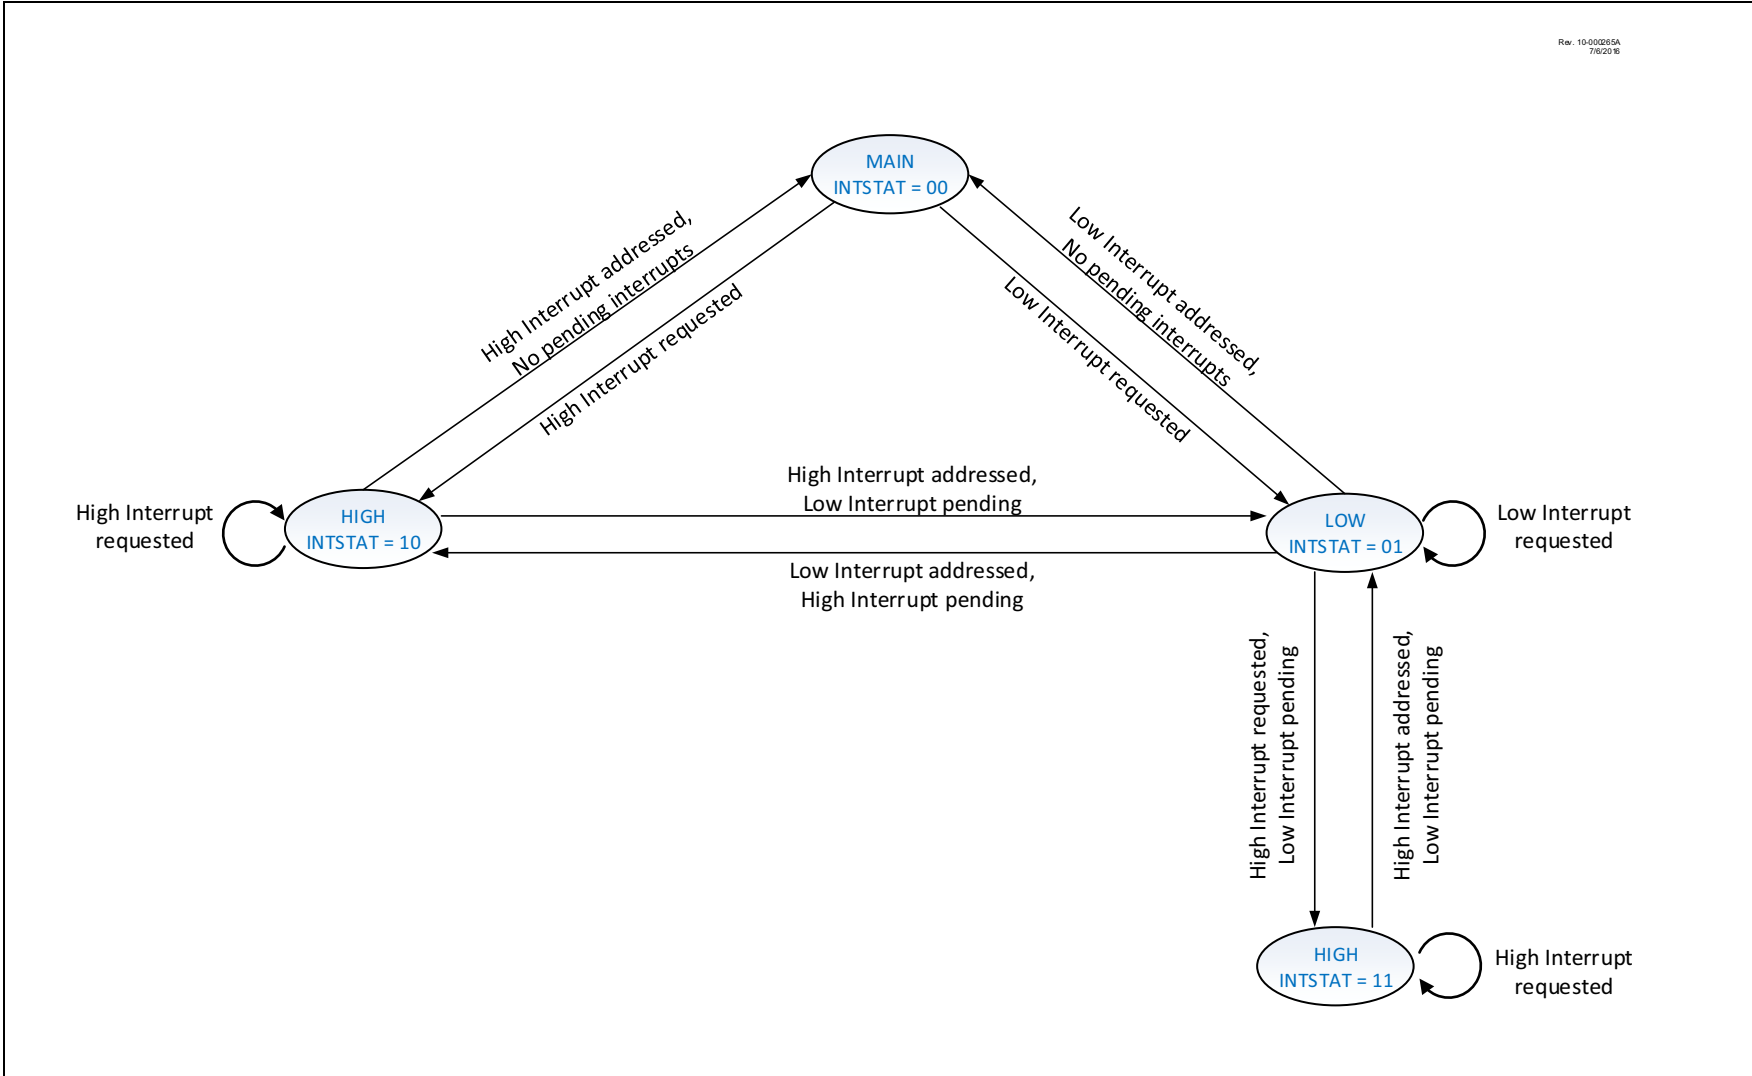 Rev. 10-000265A
7/6/2016
MAIN
INTSTAT = 00
High Interrupt addressed,
No pending interrupts
High Interrupt requested
Low Interrupt addressed,
No pending interrupts
Low Interrupt requested
High Interrupt addressed,
Low Interrupt pending
High Interrupt
requested
HIGH
INTSTAT = 10
LOW
INTSTAT = 01
Low Interrupt
requested
Low Interrupt addressed,
High Interrupt pending
High Interrupt requested,
Low Interrupt pending
High Interrupt addressed,
Low Interrupt pending
HIGH
INTSTAT = 11
High Interrupt
requested